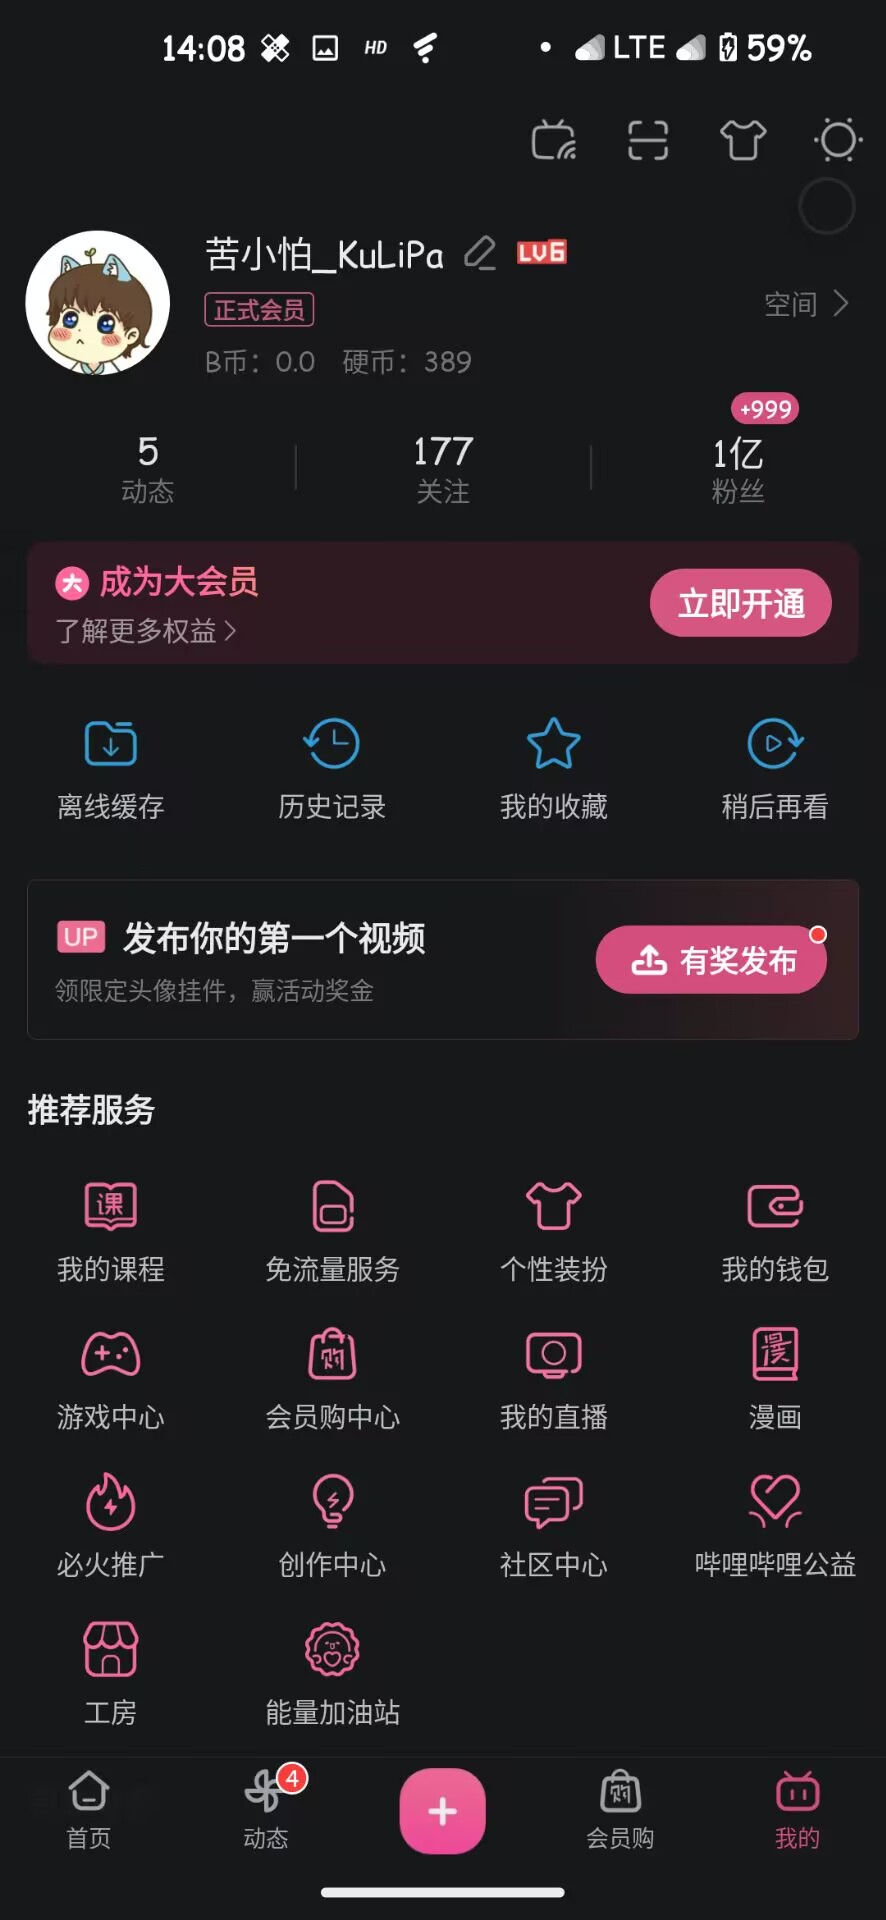 14:08 HD LTE 59%
苦小怕_KuLiPa LV6
正式会员
空间
B币：0.0 硬币：389
+999
5 177 1亿
动态 关注 粉丝
大 成为大会员
了解更多权益
立即开通
离线缓存 历史记录 我的收藏 稍后再看
UP 发布你的第一个视频
领限定头像挂件，赢活动奖金
有奖发布
推荐服务
课 
我的课程 免流量服务 个性装扮 我的钱包
购 漫
游戏中心 会员购中心 我的直播 漫画
必火推广 创作中心 社区中心 哔哩哔哩公益
工房 能量加油站
4 购
首页 动态 会员购 我的